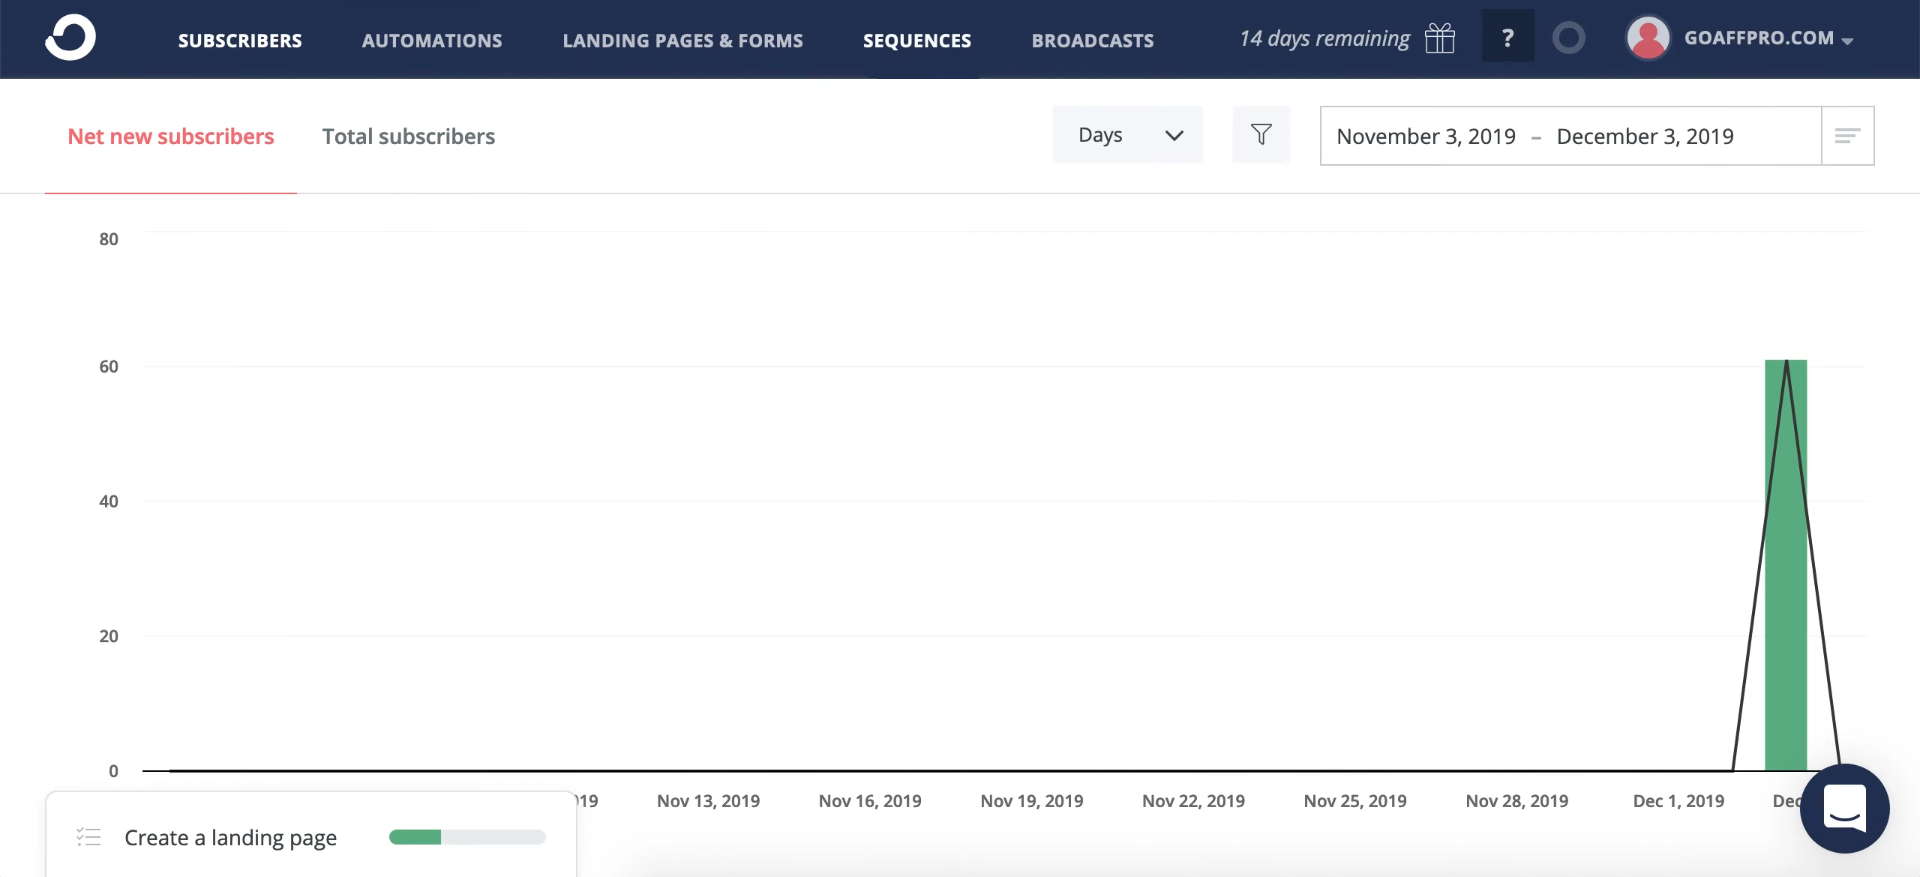 SUBSCRIBERS AUTOMATIONS LANDING PAGES & FORMS SEQUENCES BROADCASTS 14 days remaining ? GOAFFPRO.COM
Net new subscribers Total subscribers Days November 3, 2019 – December 3, 2019
80
60
40
20
0
019 Nov 13, 2019 Nov 16, 2019 Nov 19, 2019 Nov 22, 2019 Nov 25, 2019 Nov 28, 2019 Dec 1, 2019 Dec
Create a landing page